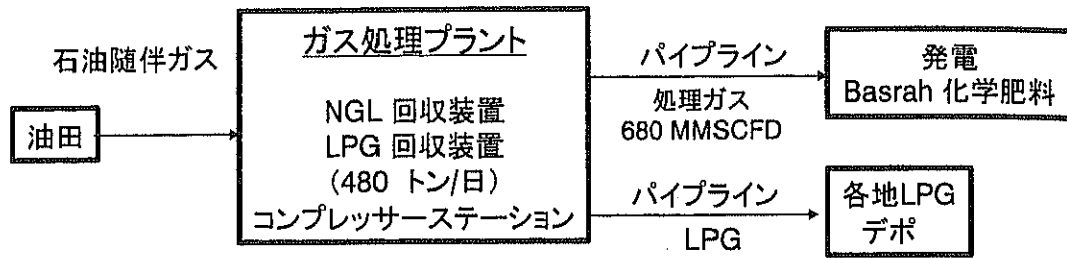 石油随伴ガス
油田
ガス処理プラント
NGL 回収装置
LPG 回収装置
(480 トン/日)
コンプレッサーステーション
パイプライン
処理ガス
680 MMSCFD
発電
Basrah 化学肥料
パイプライン
LPG
各地LPG
デポ